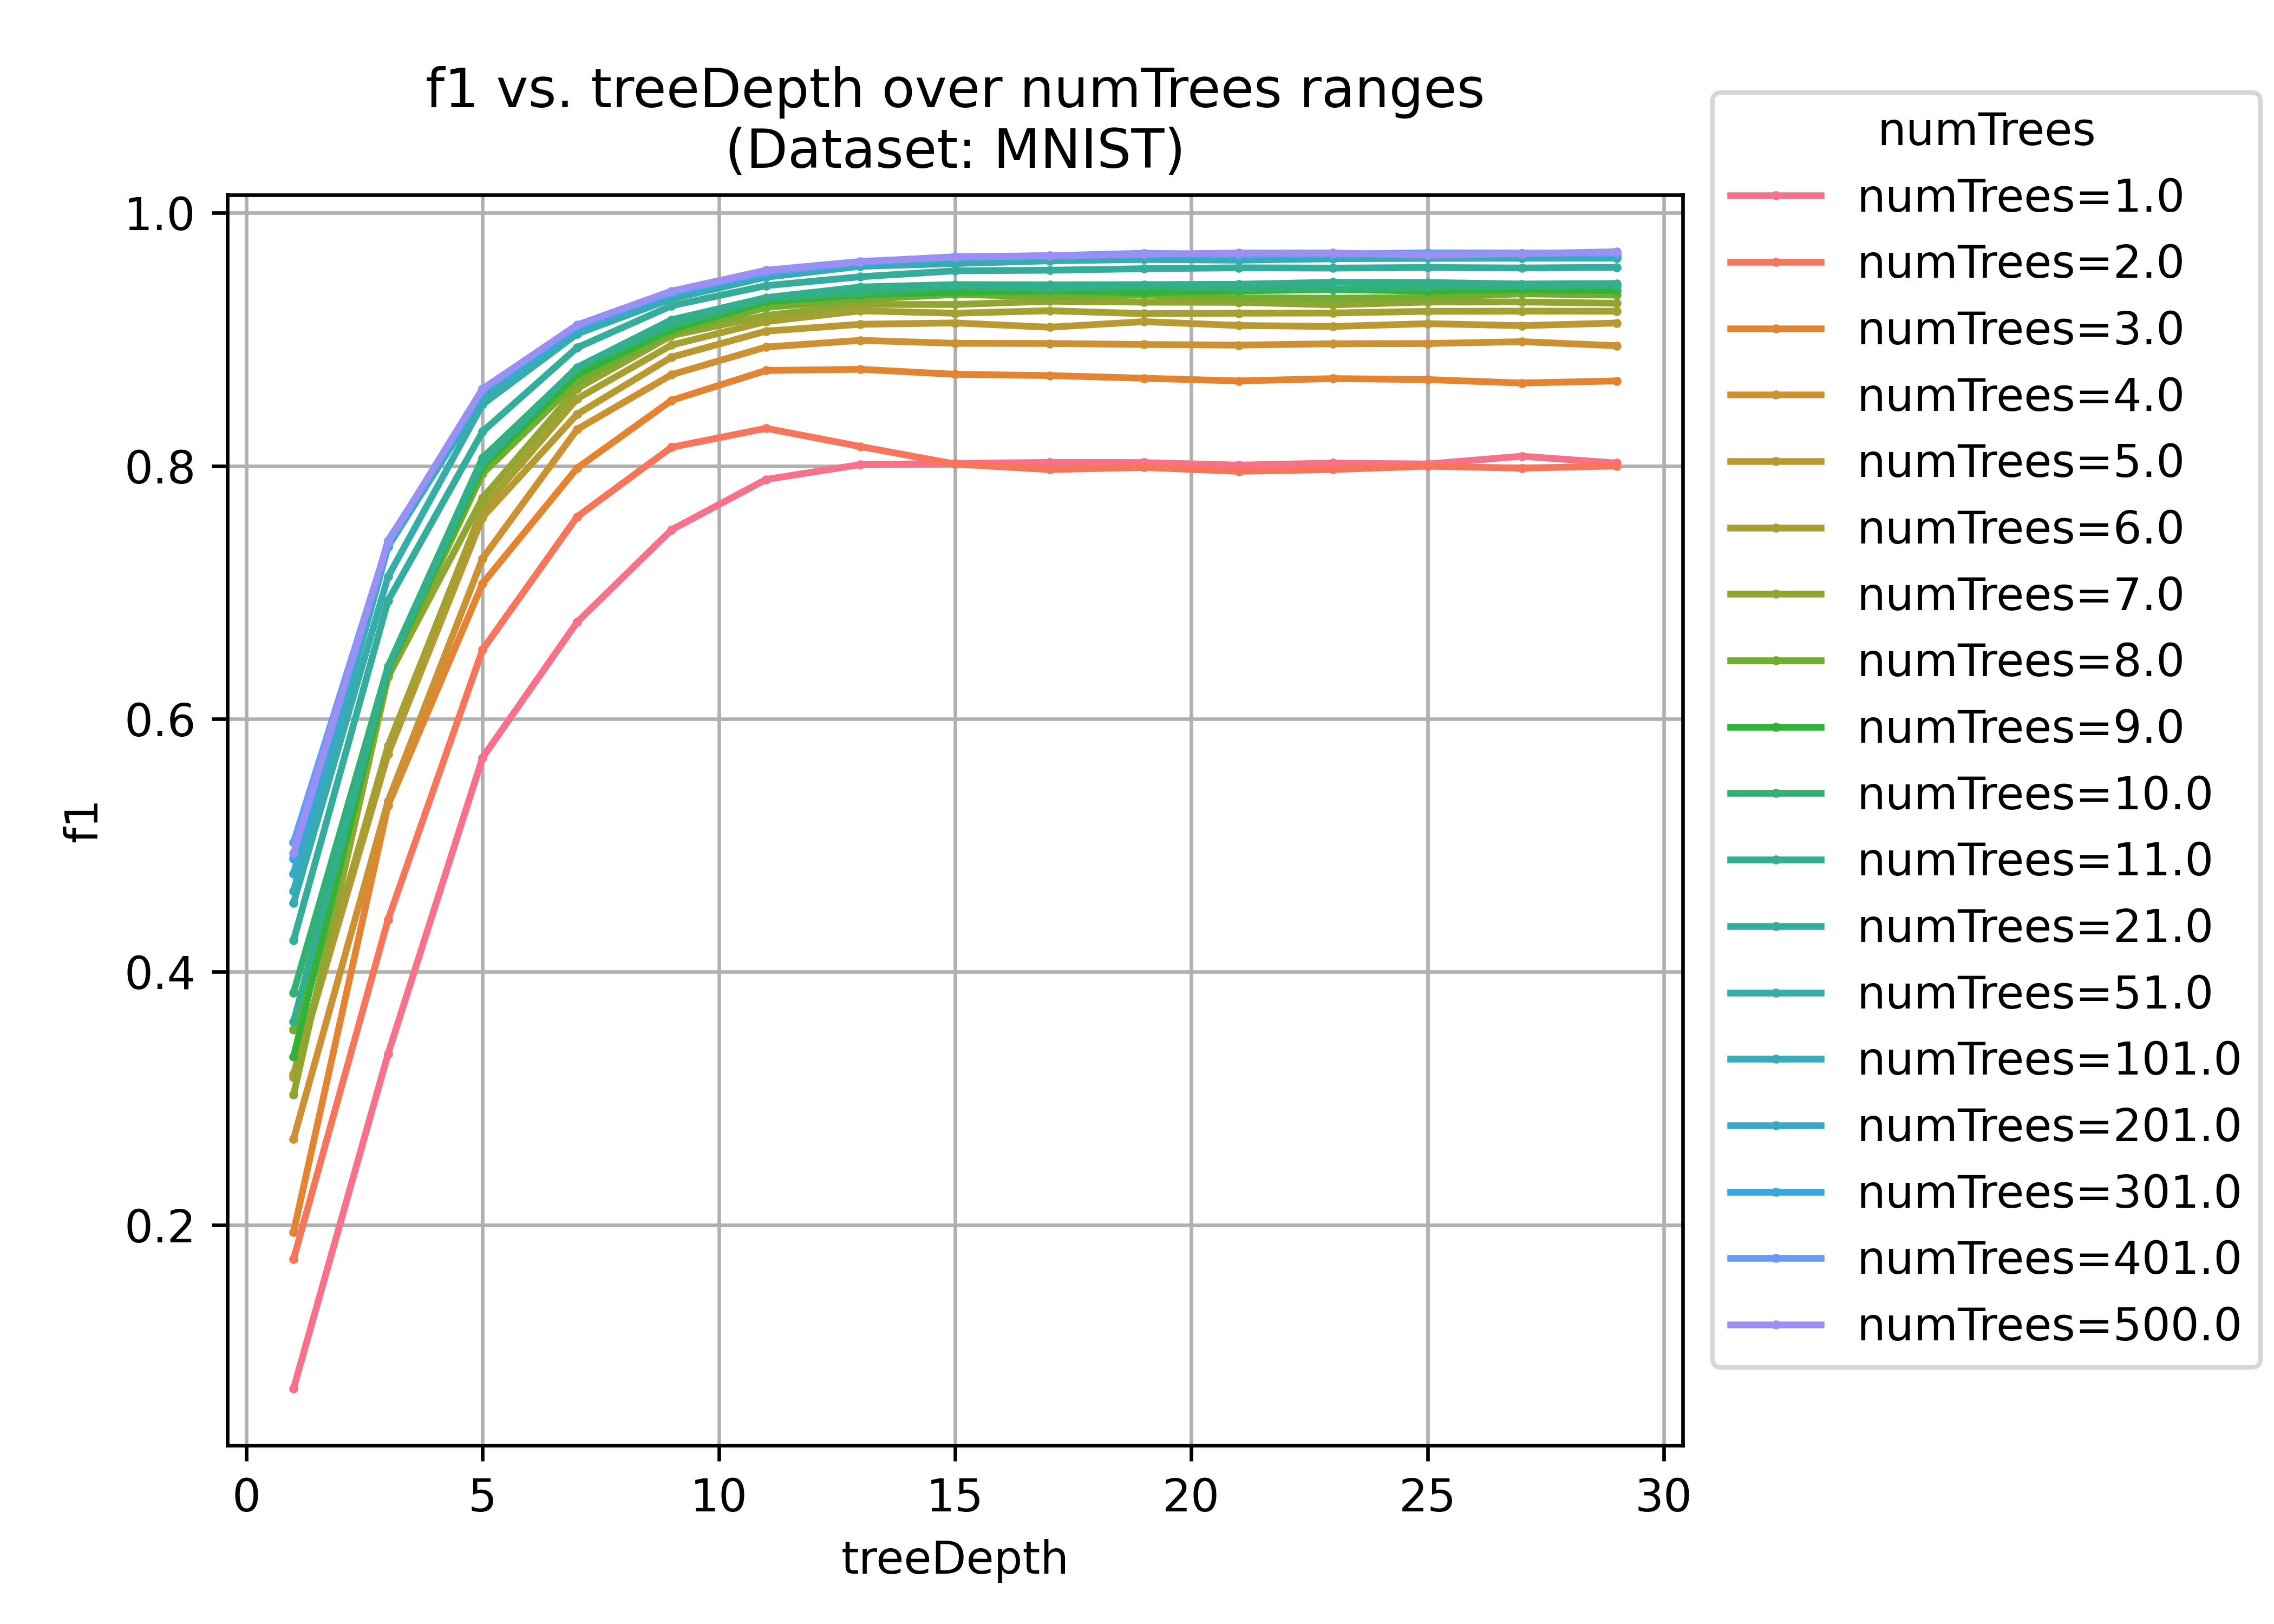 f1 vs. treeDepth over numTrees ranges
(Dataset: MNIST)
numTrees
numTrees=1.0
numTrees=2.0
numTrees=3.0
numTrees=4.0
numTrees=5.0
numTrees=6.0
numTrees=7.0
numTrees=8.0
numTrees=9.0
numTrees=10.0
numTrees=11.0
numTrees=21.0
numTrees=51.0
numTrees=101.0
numTrees=201.0
numTrees=301.0
numTrees=401.0
numTrees=500.0
1.0
0.8
0.6
0.4
0.2
f1
0 5 10 15 20 25 30
treeDepth